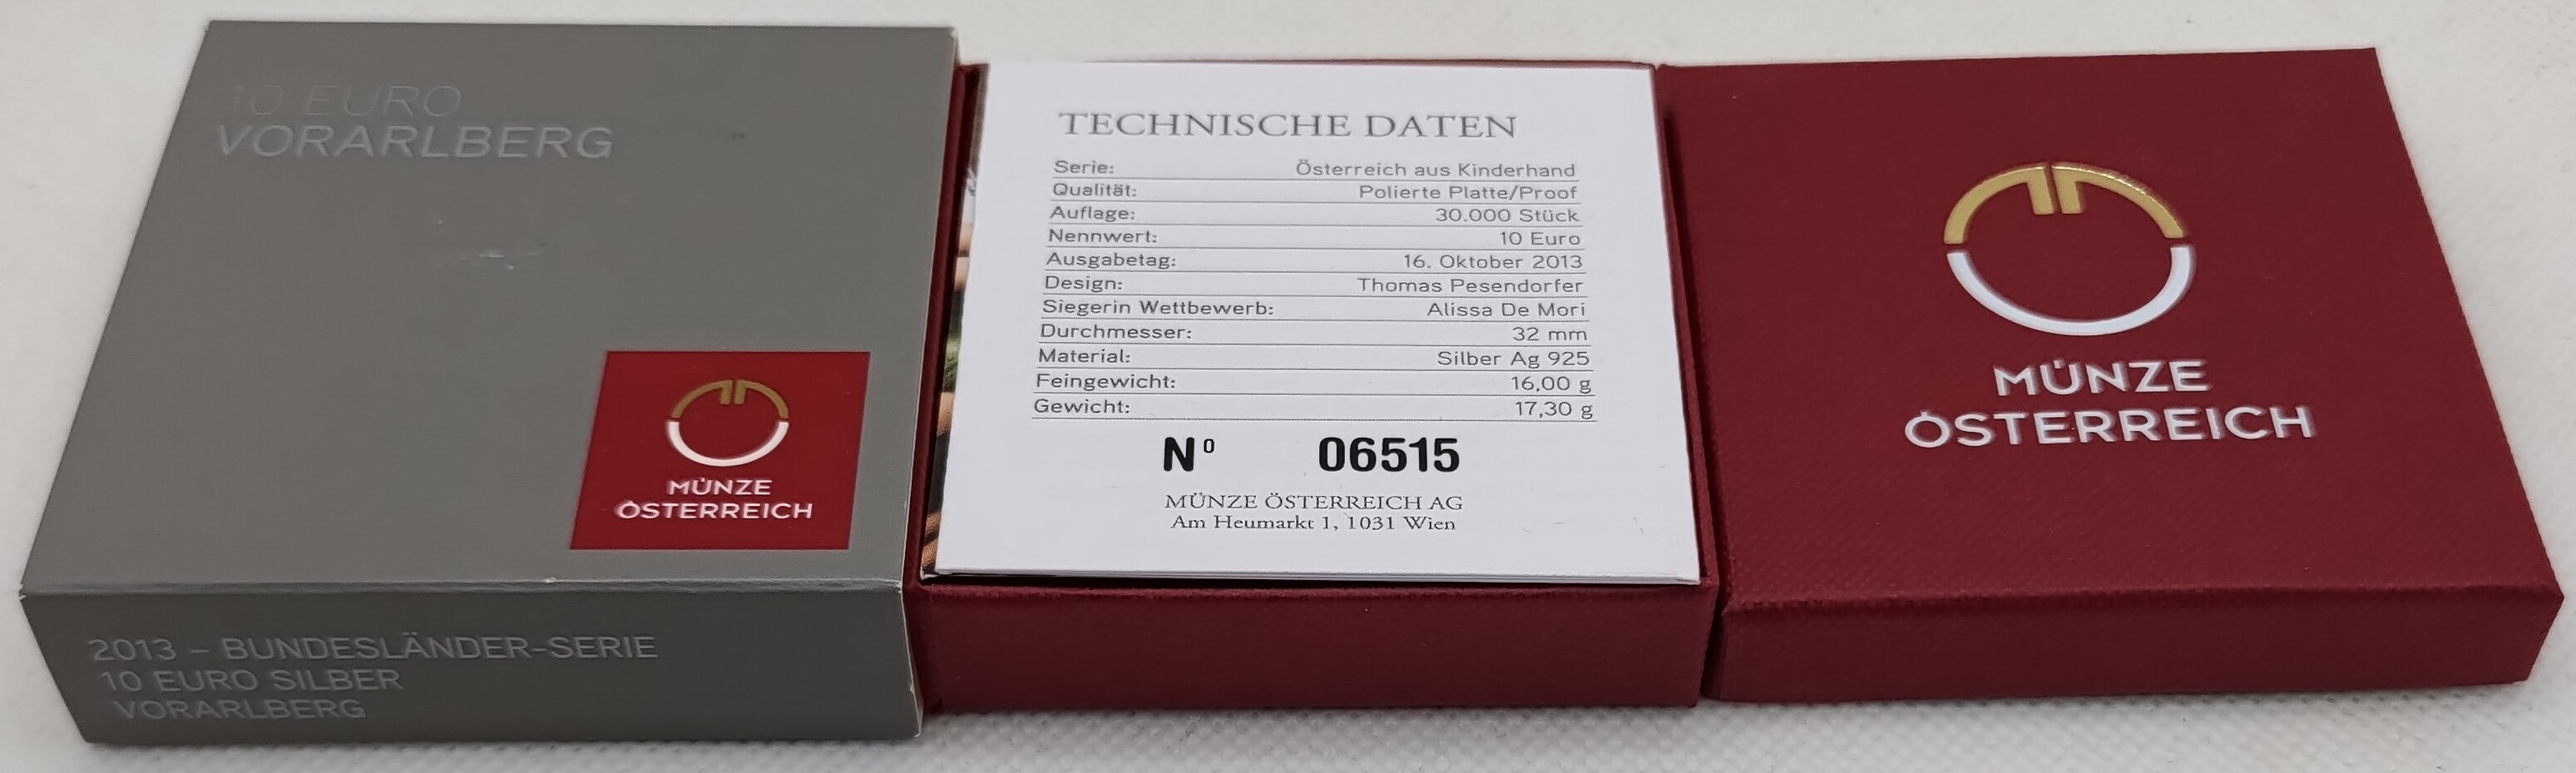 10 EURO
VORARLBERG
MÜNZE
ÖSTERREICH
2013 – BUNDESLÄNDER-SERIE
10 EURO SILBER
VORARLBERG
TECHNISCHE DATEN
Serie: Österreich aus Kinderhand
Qualität: Polierte Platte/Proof
Auflage: 30.000 Stück
Nennwert: 10 Euro
Ausgabetag: 16. Oktober 2013
Design: Thomas Pesendorfer
Siegerin Wettbewerb: Alissa De Mori
Durchmesser: 32 mm
Material: Silber Ag 925
Feingewicht: 16,00 g
Gewicht: 17,30 g
Nº 06515
MÜNZE ÖSTERREICH AG
Am Heumarkt 1, 1031 Wien
MÜNZE
ÖSTERREICH